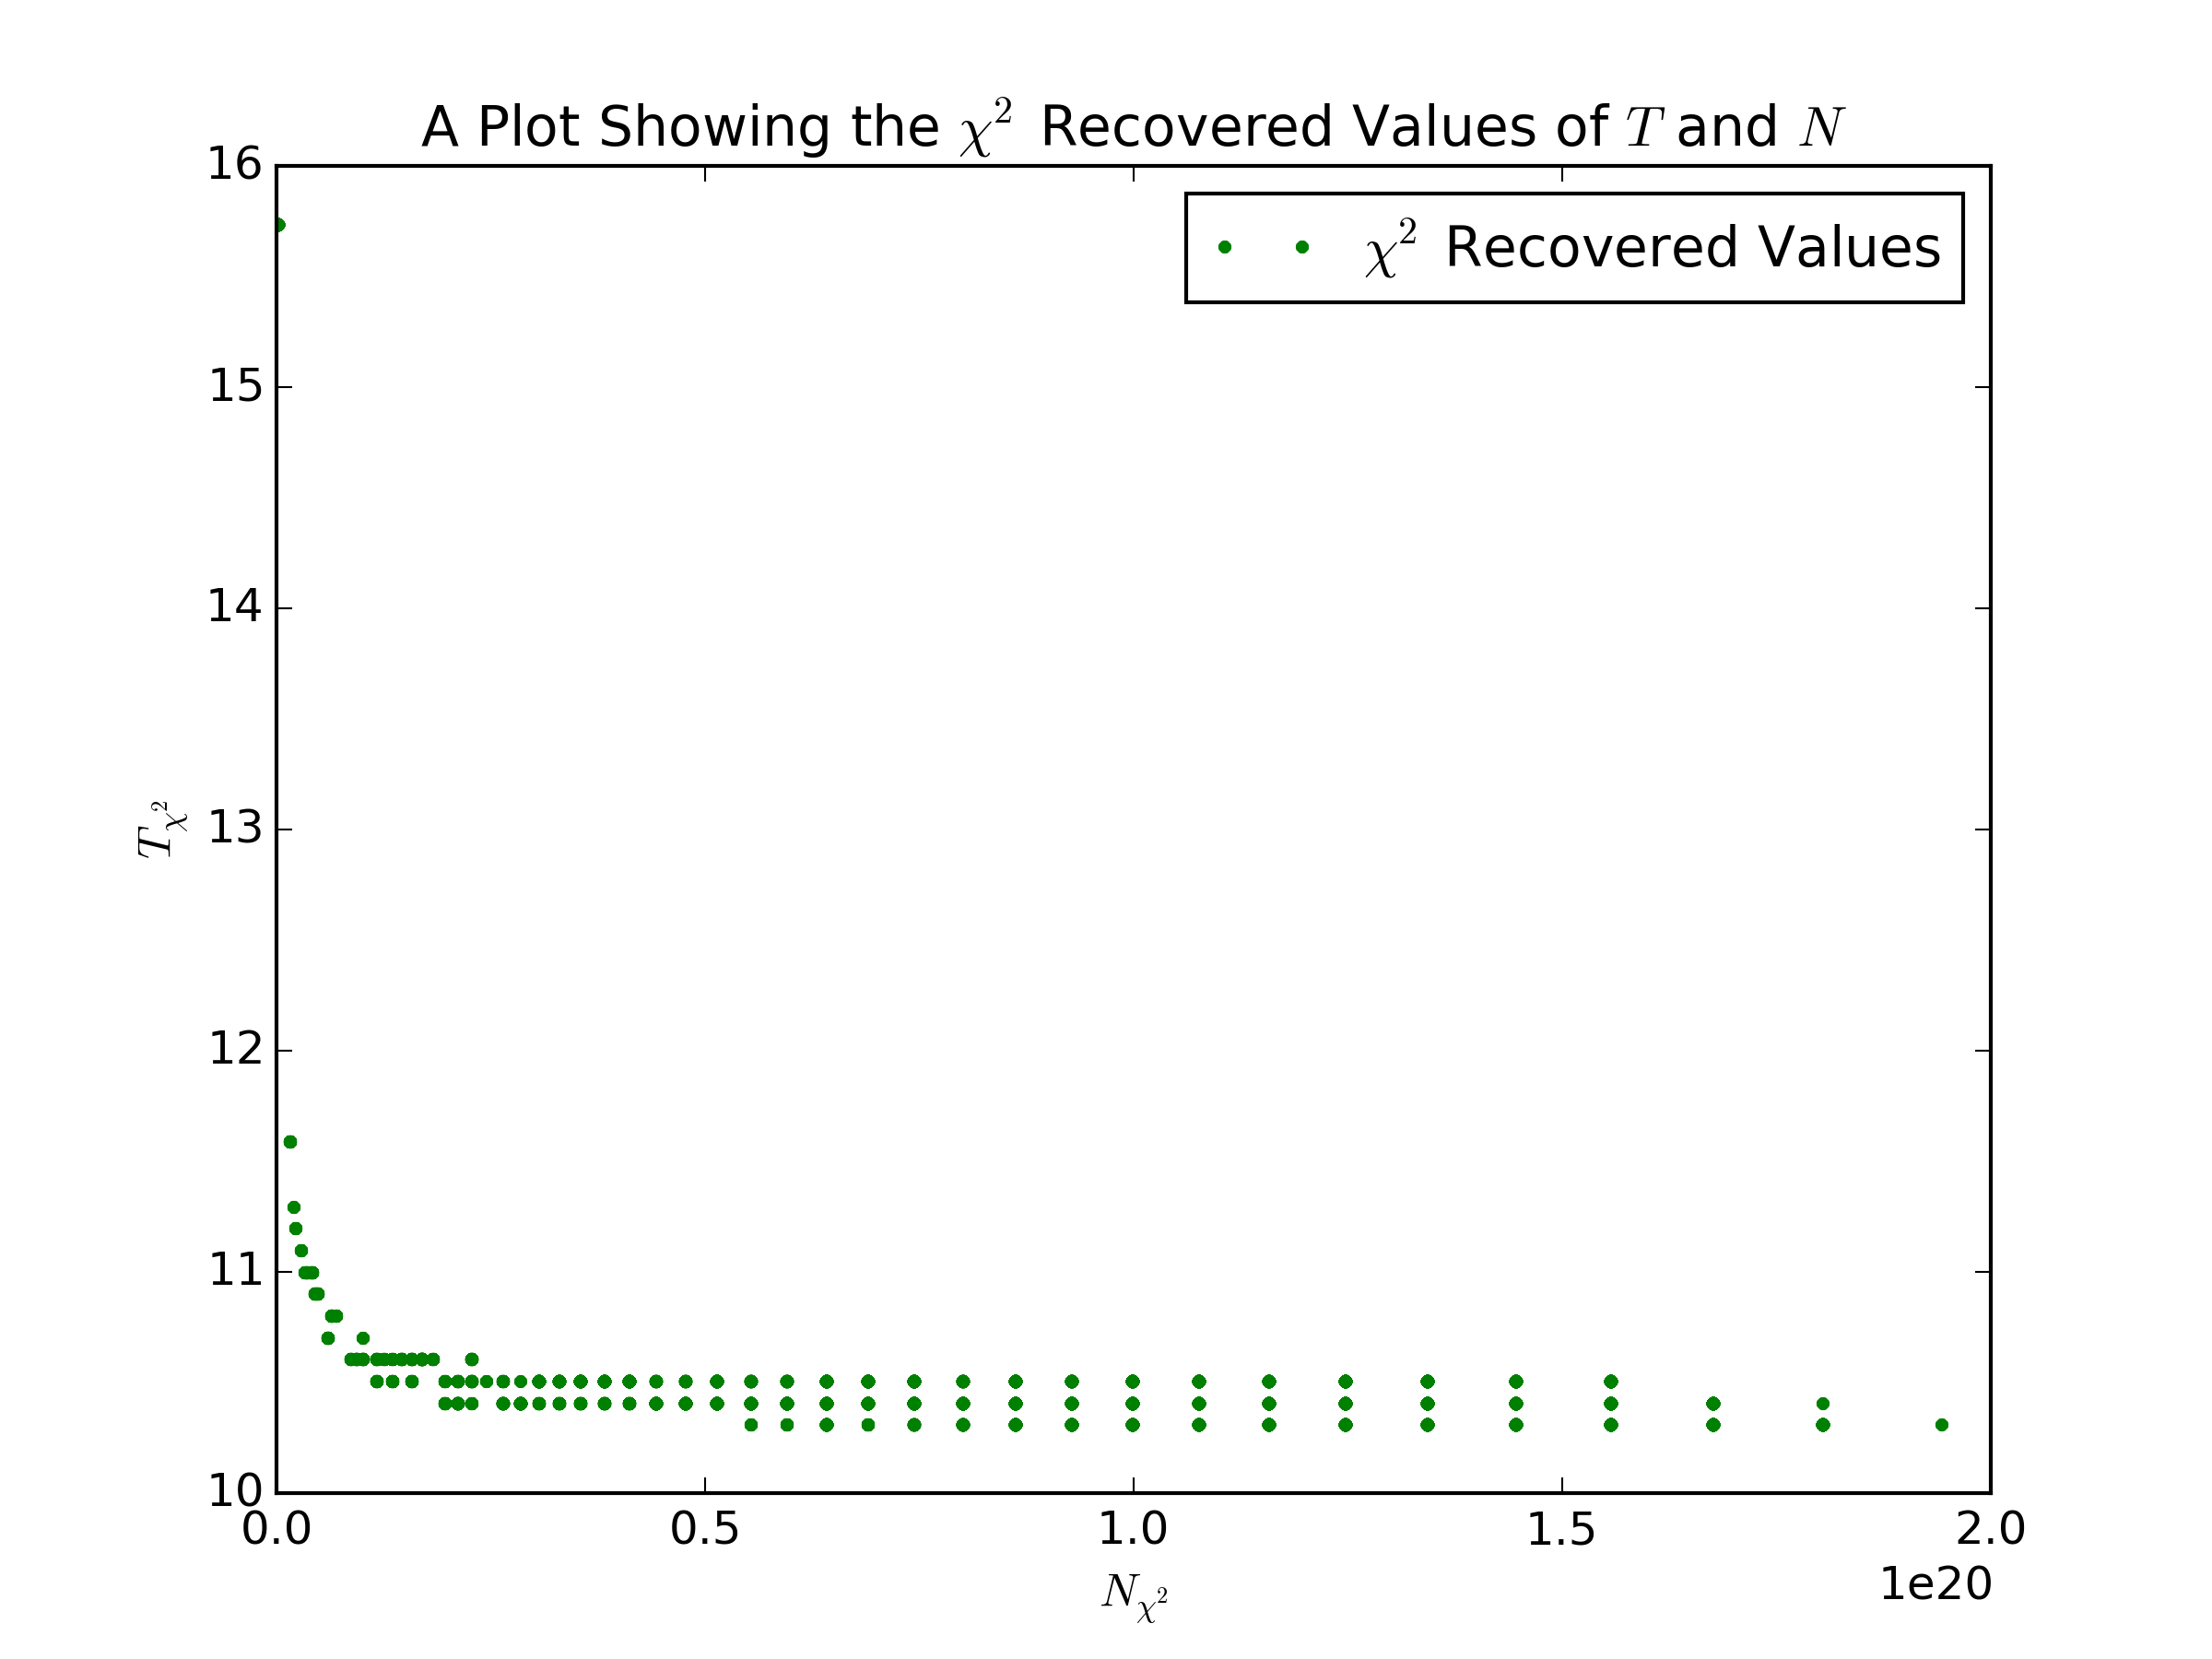 A Plot Showing the χ² Recovered Values of T and N
χ² Recovered Values
16
15
14
13
12
11
10
T_χ²
0.0 0.5 1.0 1.5 2.0
1e20
N_χ²